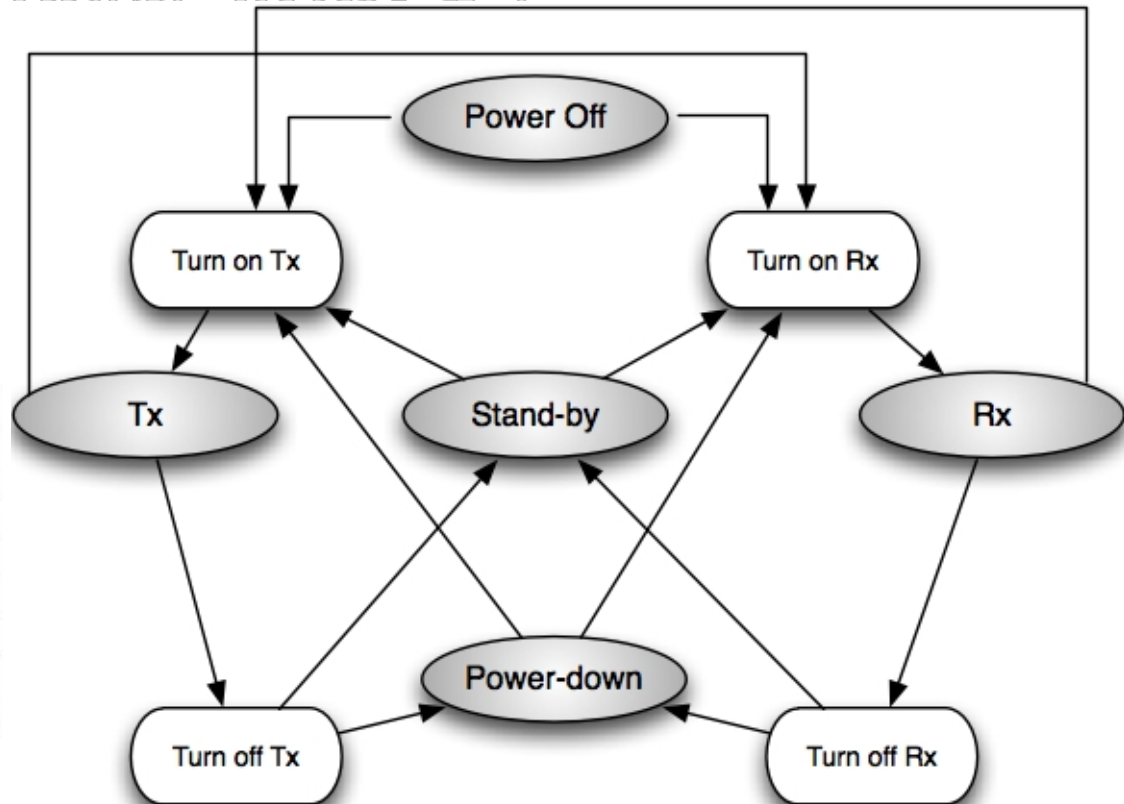 Power Off
Turn on Tx
Turn on Rx
Tx
Stand-by
Rx
Power-down
Turn off Tx
Turn off Rx